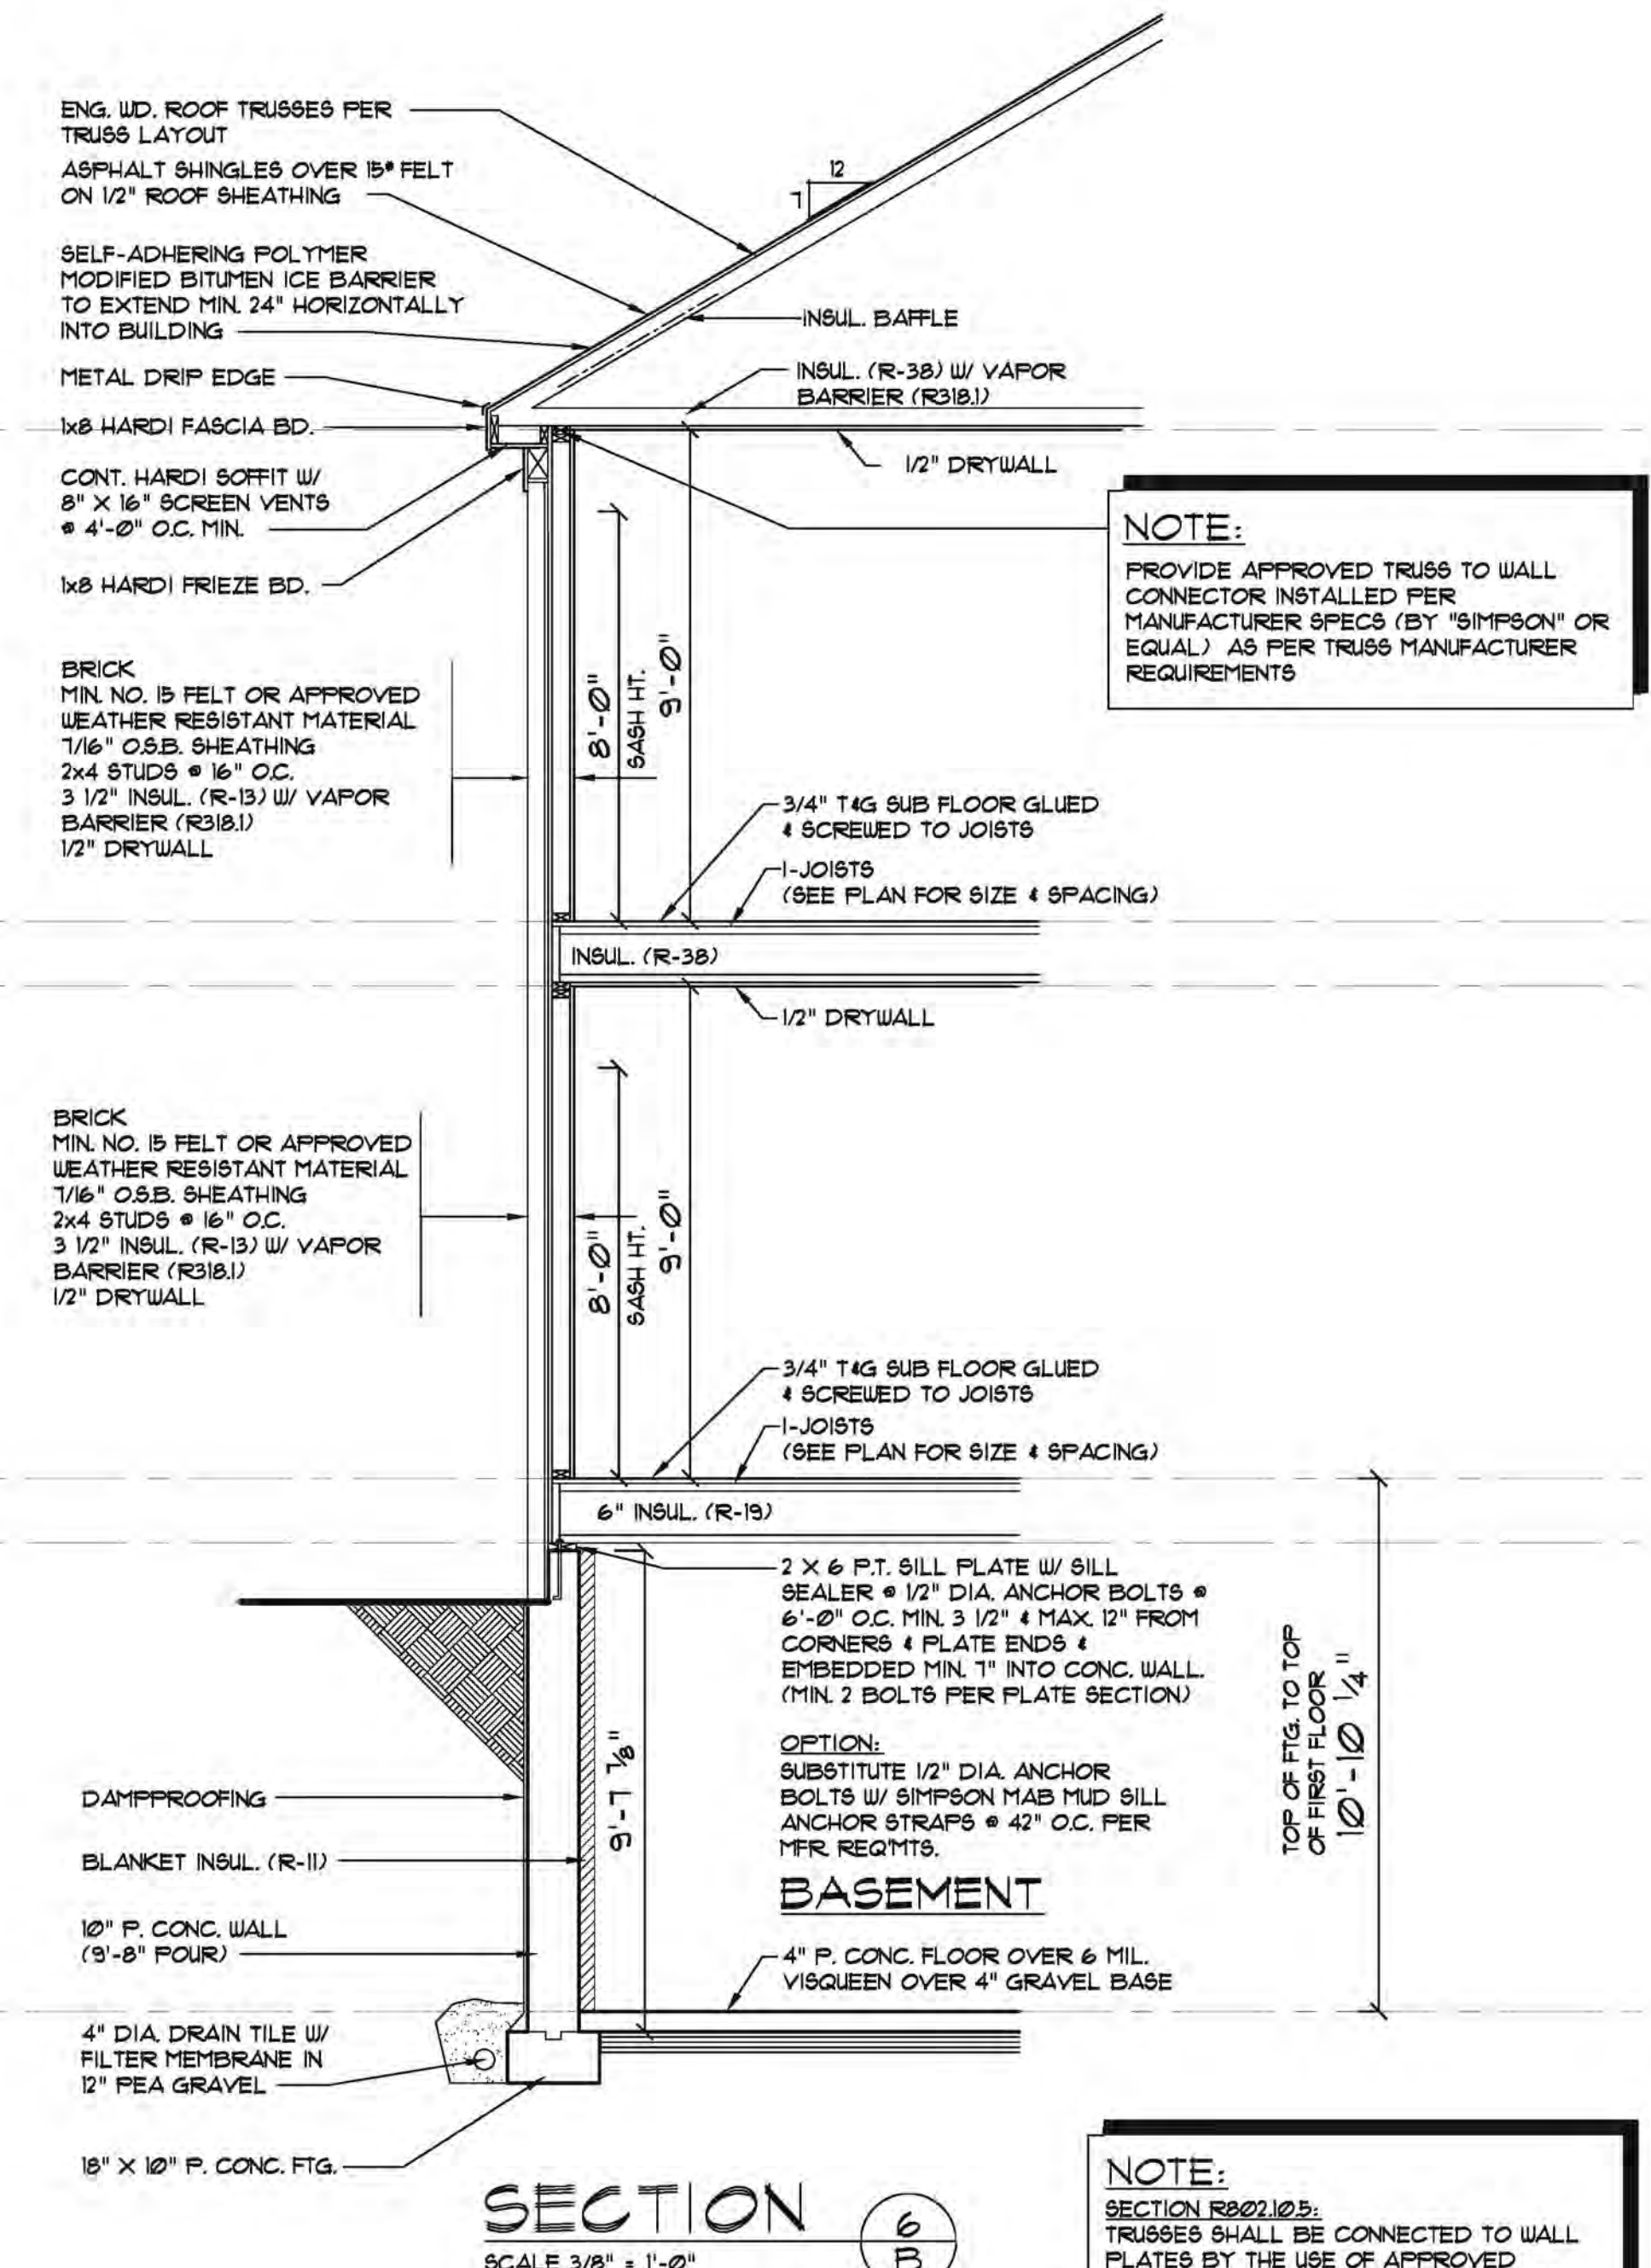 ENG. WD. ROOF TRUSSES PER
TRUSS LAYOUT
ASPHALT SHINGLES OVER 15# FELT
ON 1/2" ROOF SHEATHING
SELF-ADHERING POLYMER
MODIFIED BITUMEN ICE BARRIER
TO EXTEND MIN. 24" HORIZONTALLY
INTO BUILDING
METAL DRIP EDGE
1x8 HARDI FASCIA BD.
CONT. HARDI SOFFIT W/
8" X 16" SCREEN VENTS
@ 4'-0" O.C. MIN.
1x8 HARDI FRIEZE BD.
12
7
INSUL. BAFFLE
INSUL. (R-38) W/ VAPOR
BARRIER (R318.1)
1/2" DRYWALL
NOTE:
PROVIDE APPROVED TRUSS TO WALL
CONNECTOR INSTALLED PER
MANUFACTURER SPECS (BY "SIMPSON" OR
EQUAL) AS PER TRUSS MANUFACTURER
REQUIREMENTS
BRICK
MIN. NO. 15 FELT OR APPROVED
WEATHER RESISTANT MATERIAL
7/16" O.S.B. SHEATHING
2x4 STUDS @ 16" O.C.
3 1/2" INSUL. (R-13) W/ VAPOR
BARRIER (R318.1)
1/2" DRYWALL
8'-0"
SASH HT.
9'-0"
3/4" T&G SUB FLOOR GLUED
& SCREWED TO JOISTS
I-JOISTS
(SEE PLAN FOR SIZE & SPACING)
INSUL. (R-38)
1/2" DRYWALL
BRICK
MIN. NO. 15 FELT OR APPROVED
WEATHER RESISTANT MATERIAL
7/16" O.S.B. SHEATHING
2x4 STUDS @ 16" O.C.
3 1/2" INSUL. (R-13) W/ VAPOR
BARRIER (R318.1)
1/2" DRYWALL
8'-0"
SASH HT.
9'-0"
3/4" T&G SUB FLOOR GLUED
& SCREWED TO JOISTS
I-JOISTS
(SEE PLAN FOR SIZE & SPACING)
6" INSUL. (R-19)
2 X 6 P.T. SILL PLATE W/ SILL
SEALER @ 1/2" DIA. ANCHOR BOLTS @
6'-0" O.C. MIN. 3 1/2" & MAX. 12" FROM
CORNERS & PLATE ENDS &
EMBEDDED MIN. 7" INTO CONC. WALL.
(MIN. 2 BOLTS PER PLATE SECTION)
OPTION:
SUBSTITUTE 1/2" DIA. ANCHOR
BOLTS W/ SIMPSON MAB MUD SILL
ANCHOR STRAPS @ 42" O.C. PER
MFR REQ'MTS.
9'-7 7/8"
TOP OF FTG. TO TOP
OF FIRST FLOOR
10'-10 1/4"
BASEMENT
DAMPPROOFING
BLANKET INSUL. (R-11)
10" P. CONC. WALL
(9'-8" POUR)
4" P. CONC. FLOOR OVER 6 MIL.
VISQUEEN OVER 4" GRAVEL BASE
4" DIA. DRAIN TILE W/
FILTER MEMBRANE IN
12" PEA GRAVEL
18" X 10" P. CONC. FTG.
SECTION
SCALE 3/8" = 1'-0"
6
B
NOTE:
SECTION R802.10.5:
TRUSSES SHALL BE CONNECTED TO WALL
PLATES BY THE USE OF APPROVED